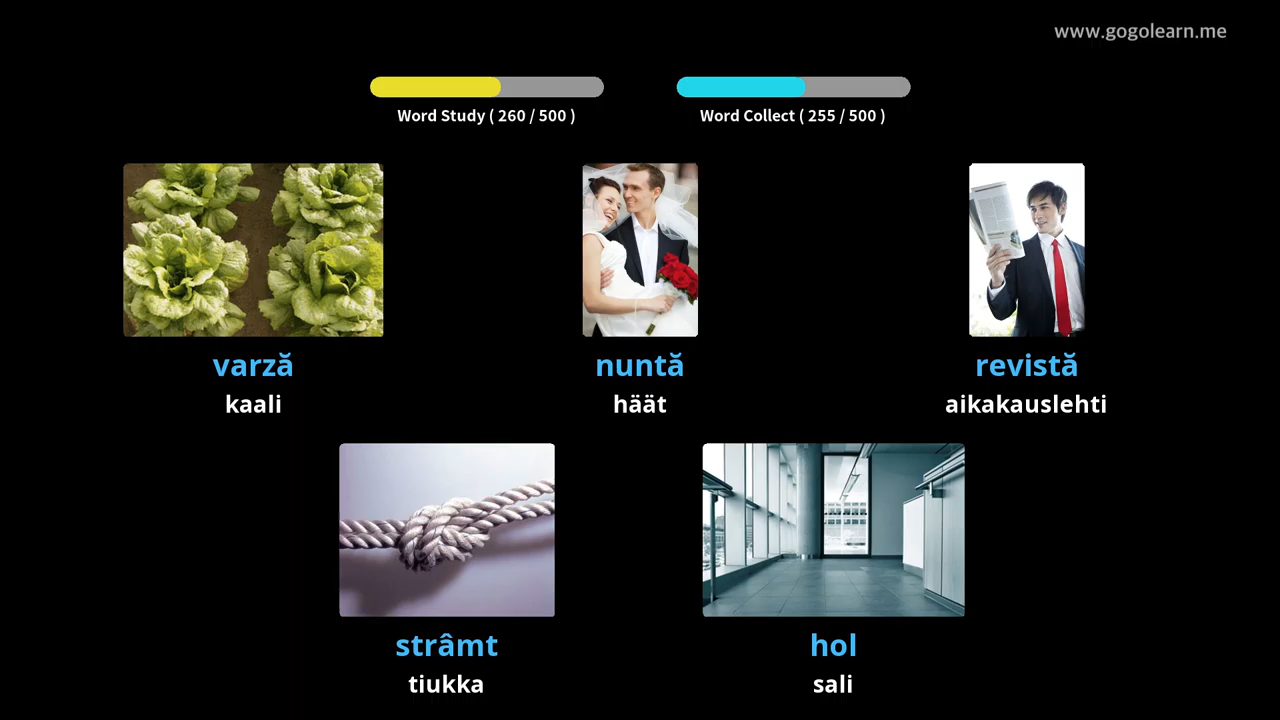 www.gogolearn.me
Word Study ( 260 / 500 )
Word Collect ( 255 / 500 )
varză
kaali
nuntă
häät
revistă
aikakauslehti
strâmt
tiukka
hol
sali